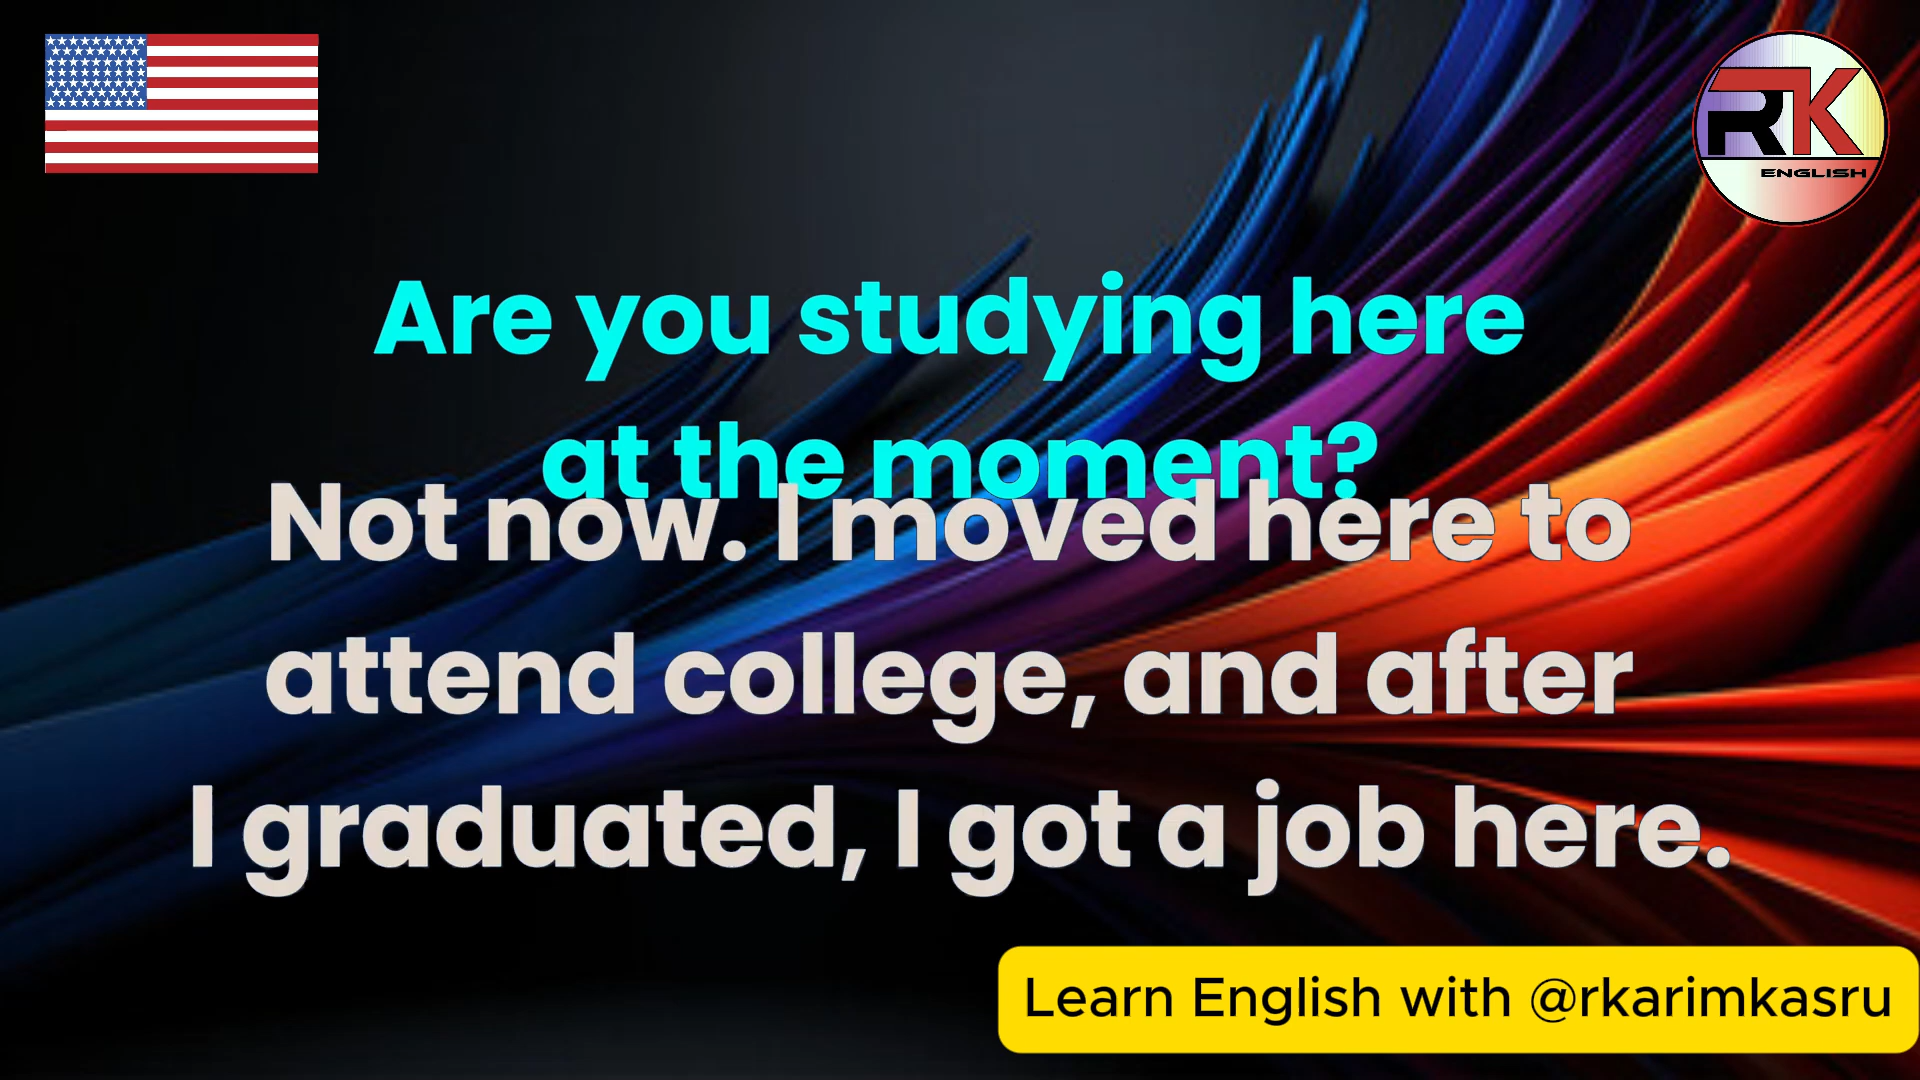 RK
ENGLISH
Are you studying here
at the moment?
Not now. I moved here to
attend college, and after
I graduated, I got a job here.
Learn English with @rkarimkasru